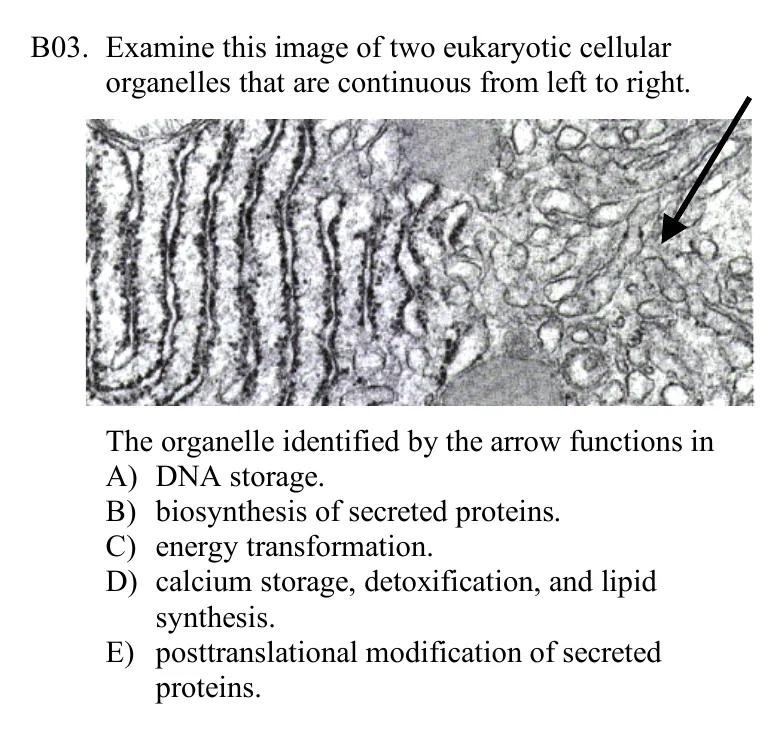 B03. Examine this image of two eukaryotic cellular
organelles that are continuous from left to right.
The organelle identified by the arrow functions in
A) DNA storage.
B) biosynthesis of secreted proteins.
C) energy transformation.
D) calcium storage, detoxification, and lipid
synthesis.
E) posttranslational modification of secreted
proteins.